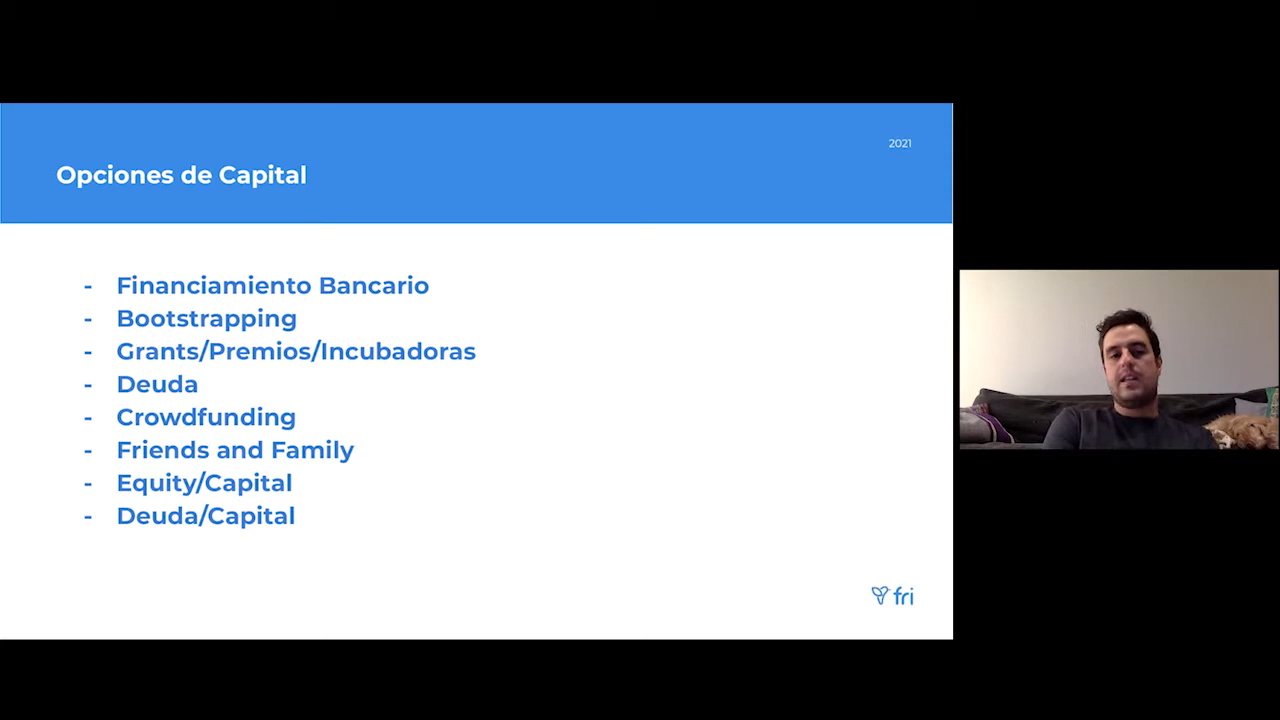 2021
Opciones de Capital
- Financiamiento Bancario
- Bootstrapping
- Grants/Premios/Incubadoras
- Deuda
- Crowdfunding
- Friends and Family
- Equity/Capital
- Deuda/Capital
fri